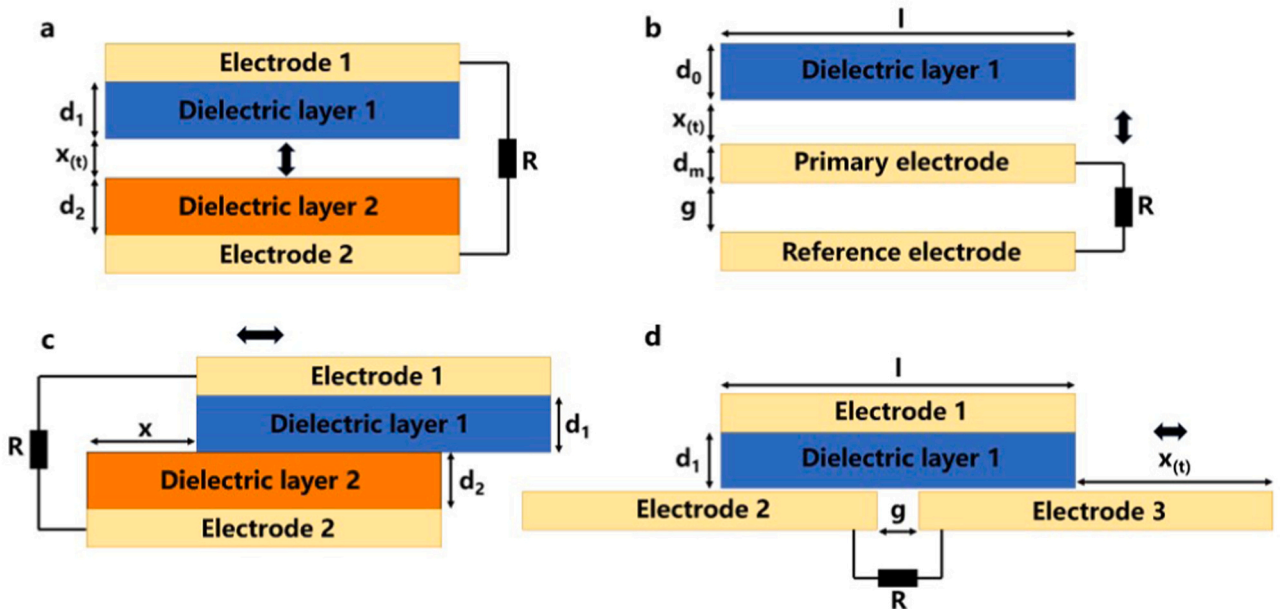 a
Electrode 1
d₁
Dielectric layer 1
x₍t₎
R
d₂
Dielectric layer 2
Electrode 2
b
l
d₀
Dielectric layer 1
x₍t₎
dₘ
Primary electrode
g
R
Reference electrode
c
Electrode 1
Dielectric layer 1
d₁
x
R
Dielectric layer 2
d₂
Electrode 2
d
l
Electrode 1
d₁
Dielectric layer 1
x₍t₎
Electrode 2
g
Electrode 3
R